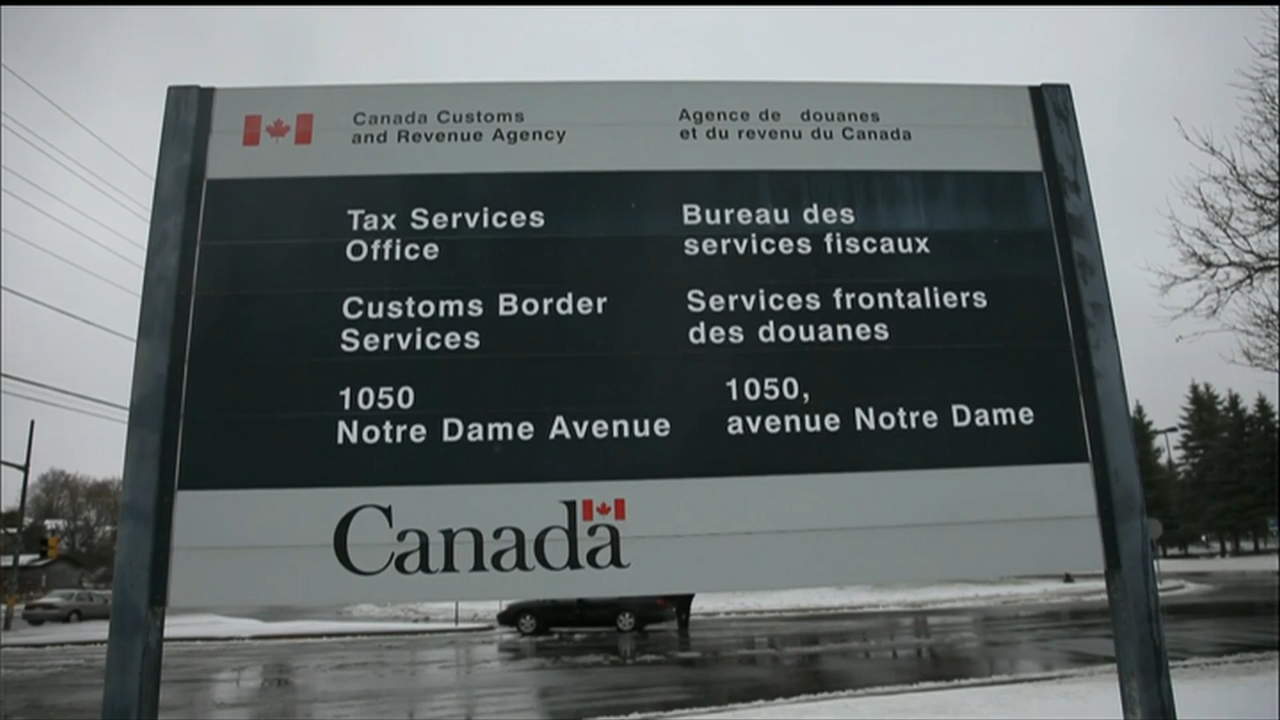 Canada Customs
and Revenue Agency
Agence de douanes
et du revenu du Canada
Tax Services
Office
Bureau des
services fiscaux
Customs Border
Services
Services frontaliers
des douanes
1050
Notre Dame Avenue
1050,
avenue Notre Dame
Canada